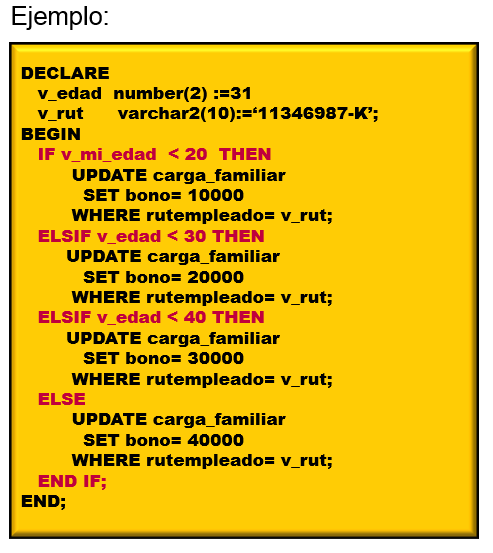 Ejemplo:
DECLARE
v_edad number(2) :=31
v_rut varchar2(10):=‘11346987-K’;
BEGIN
IF v_mi_edad < 20 THEN
UPDATE carga_familiar
SET bono= 10000
WHERE rutempleado= v_rut;
ELSIF v_edad < 30 THEN
UPDATE carga_familiar
SET bono= 20000
WHERE rutempleado= v_rut;
ELSIF v_edad < 40 THEN
UPDATE carga_familiar
SET bono= 30000
WHERE rutempleado= v_rut;
ELSE
UPDATE carga_familiar
SET bono= 40000
WHERE rutempleado= v_rut;
END IF;
END;